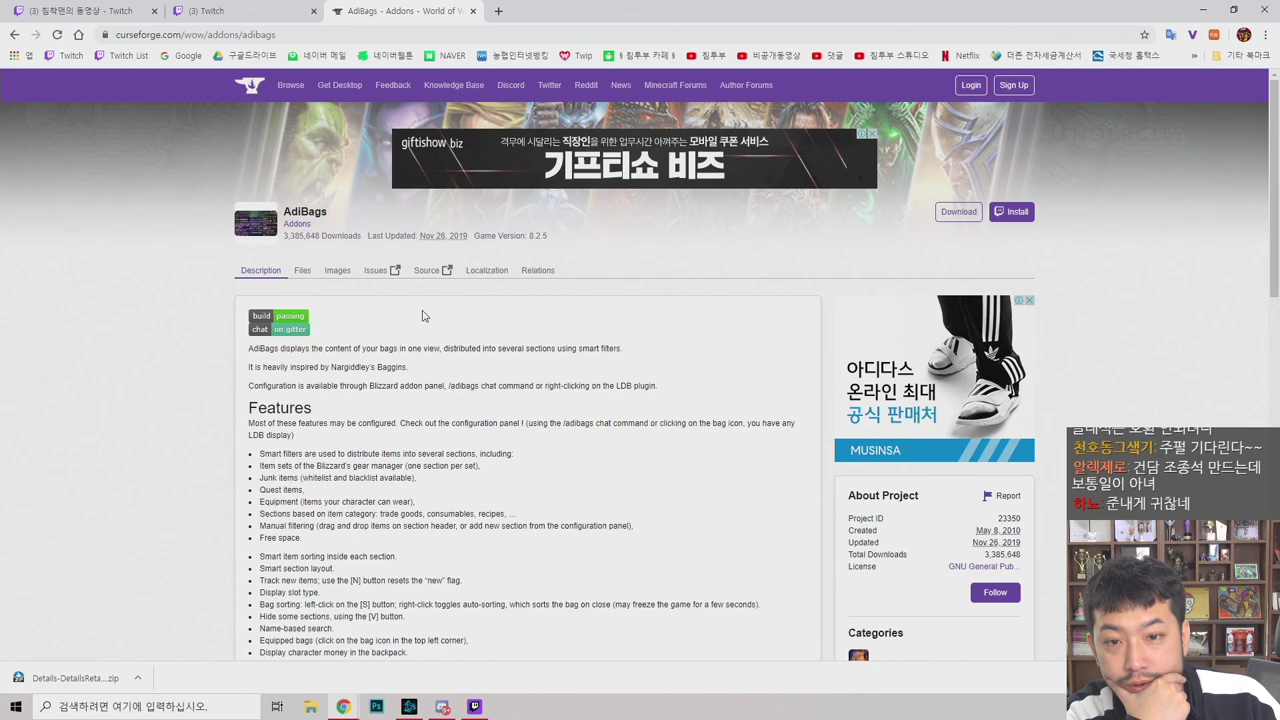 (3) 짐착맨의 동영상 - Twitch
AdiBags - Addons - World of W
curseforge.com/wow/addons/adibags
Twitch
Twitch List
Google
구글드라이브
네이버 메일
네이버웹툰
NAVER
농협인터넷뱅킹
Twip
침투부 카페
침투부
비공개동영상
댓글
침투부
Netflix
더존 전자세금계산서
국세청 홈택스
»
기타 북마크
Browse
Get Desktop
Feedback
Knowledge Base
Discord
Twitter
Reddit
News
Minecraft Forums
Author Forums
Login
Sign Up
giftishow biz
격무에 시달리는 직장인을 위한 업무시간 아껴주는 모바일 쿠폰 서비스
기프티쇼 비즈
AdiBags
Addons
3,385,648 Downloads Last Updated: Nov 26, 2019 Game Version: 8.2.5
Download
Install
Description
Files
Images
Issues
Source
Localization
Relations
build passing
chat on gitter
AdiBags displays the content of your bags in one view, distributed into several sections using smart filters.
It is heavily inspired by Nargiddley's Baggins.
Configuration is available through Blizzard addon panel, /adibags chat command or right-clicking on the LDB plugin.
Features
Most of these features may be configured. Check out the configuration panel ! (using the /adibags chat command or clicking on the bag icon, you have any
LDB display)
Smart filters are used to distribute items into several sections, including:
Item sets of the Blizzard's gear manager (one section per set),
Junk items (whitelist and blacklist available),
Quest items,
Equipment (items your character can wear),
Sections based on item category: trade goods, consumables, recipes, ...
Manual filtering (drag and drop items on section header, or add new section from the configuration panel),
Free space.
Smart item sorting inside each section.
Smart section layout.
Track new items; use the [N] button resets the "new" flag.
Display slot type.
Bag sorting: left-click on the [S] button; right-click toggles auto-sorting, which sorts the bag on close (may freeze the game for a few seconds).
Hide some sections, using the [V] button.
Name-based search.
Equipped bags (click on the bag icon in the top left corner),
Display character money in the backpack.
아디다스
온라인 최대
공식 판매처
MUSINSA
About Project
Report
Project ID 23350
Created May 8, 2010
Updated Nov 26, 2019
Total Downloads 3,385,648
License GNU General Pub...
Follow
Categories
천호동그샠기: 주펄 기다린다~~
알렉제로: 건담 조종석 만드는데
보통일이 아녀
하뇨: 준내게 귀찮네
Details-DetailsReta....zip
검색하려면 여기에 입력하십시오.